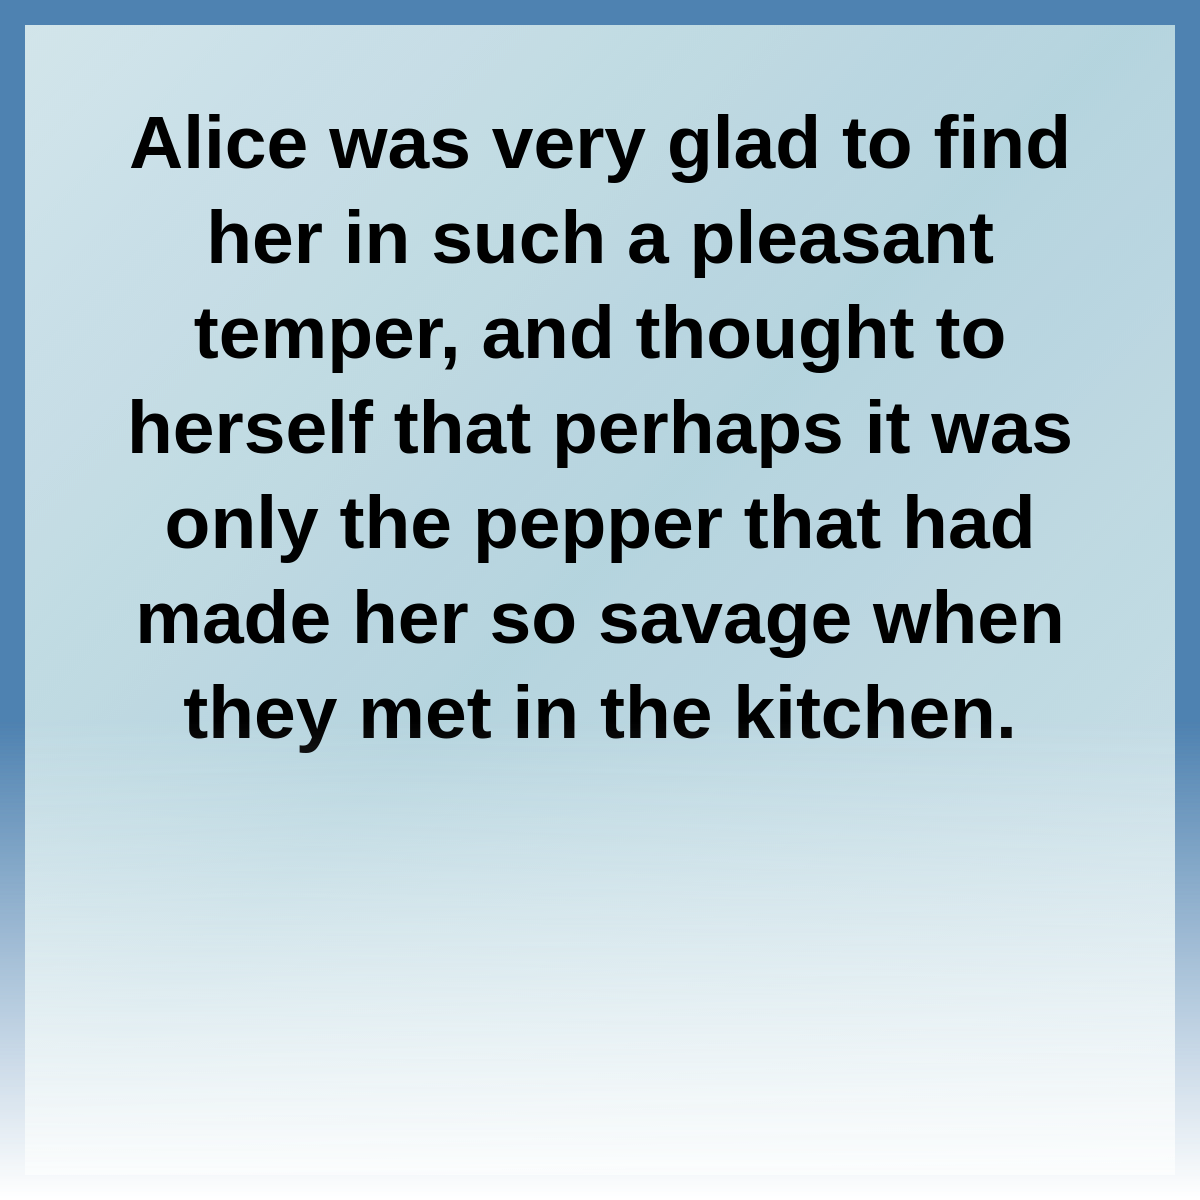 Alice was very glad to find
her in such a pleasant
temper, and thought to
herself that perhaps it was
only the pepper that had
made her so savage when
they met in the kitchen.